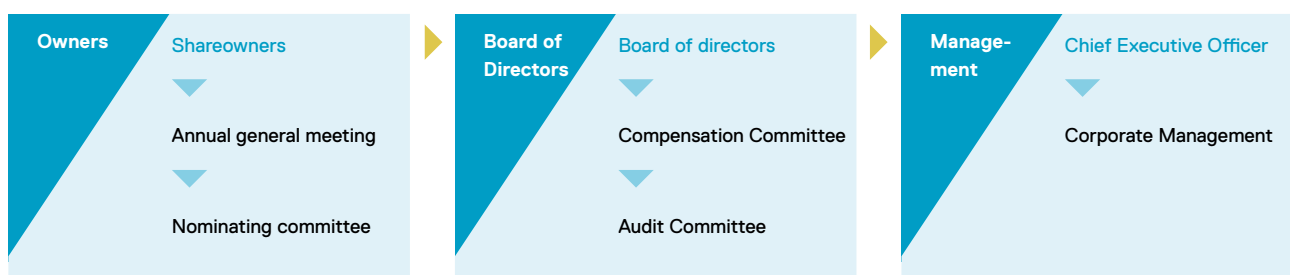 Owners
Shareowners
Annual general meeting
Nominating committee
Board of
Directors
Board of directors
Compensation Committee
Audit Committee
Manage-
ment
Chief Executive Officer
Corporate Management